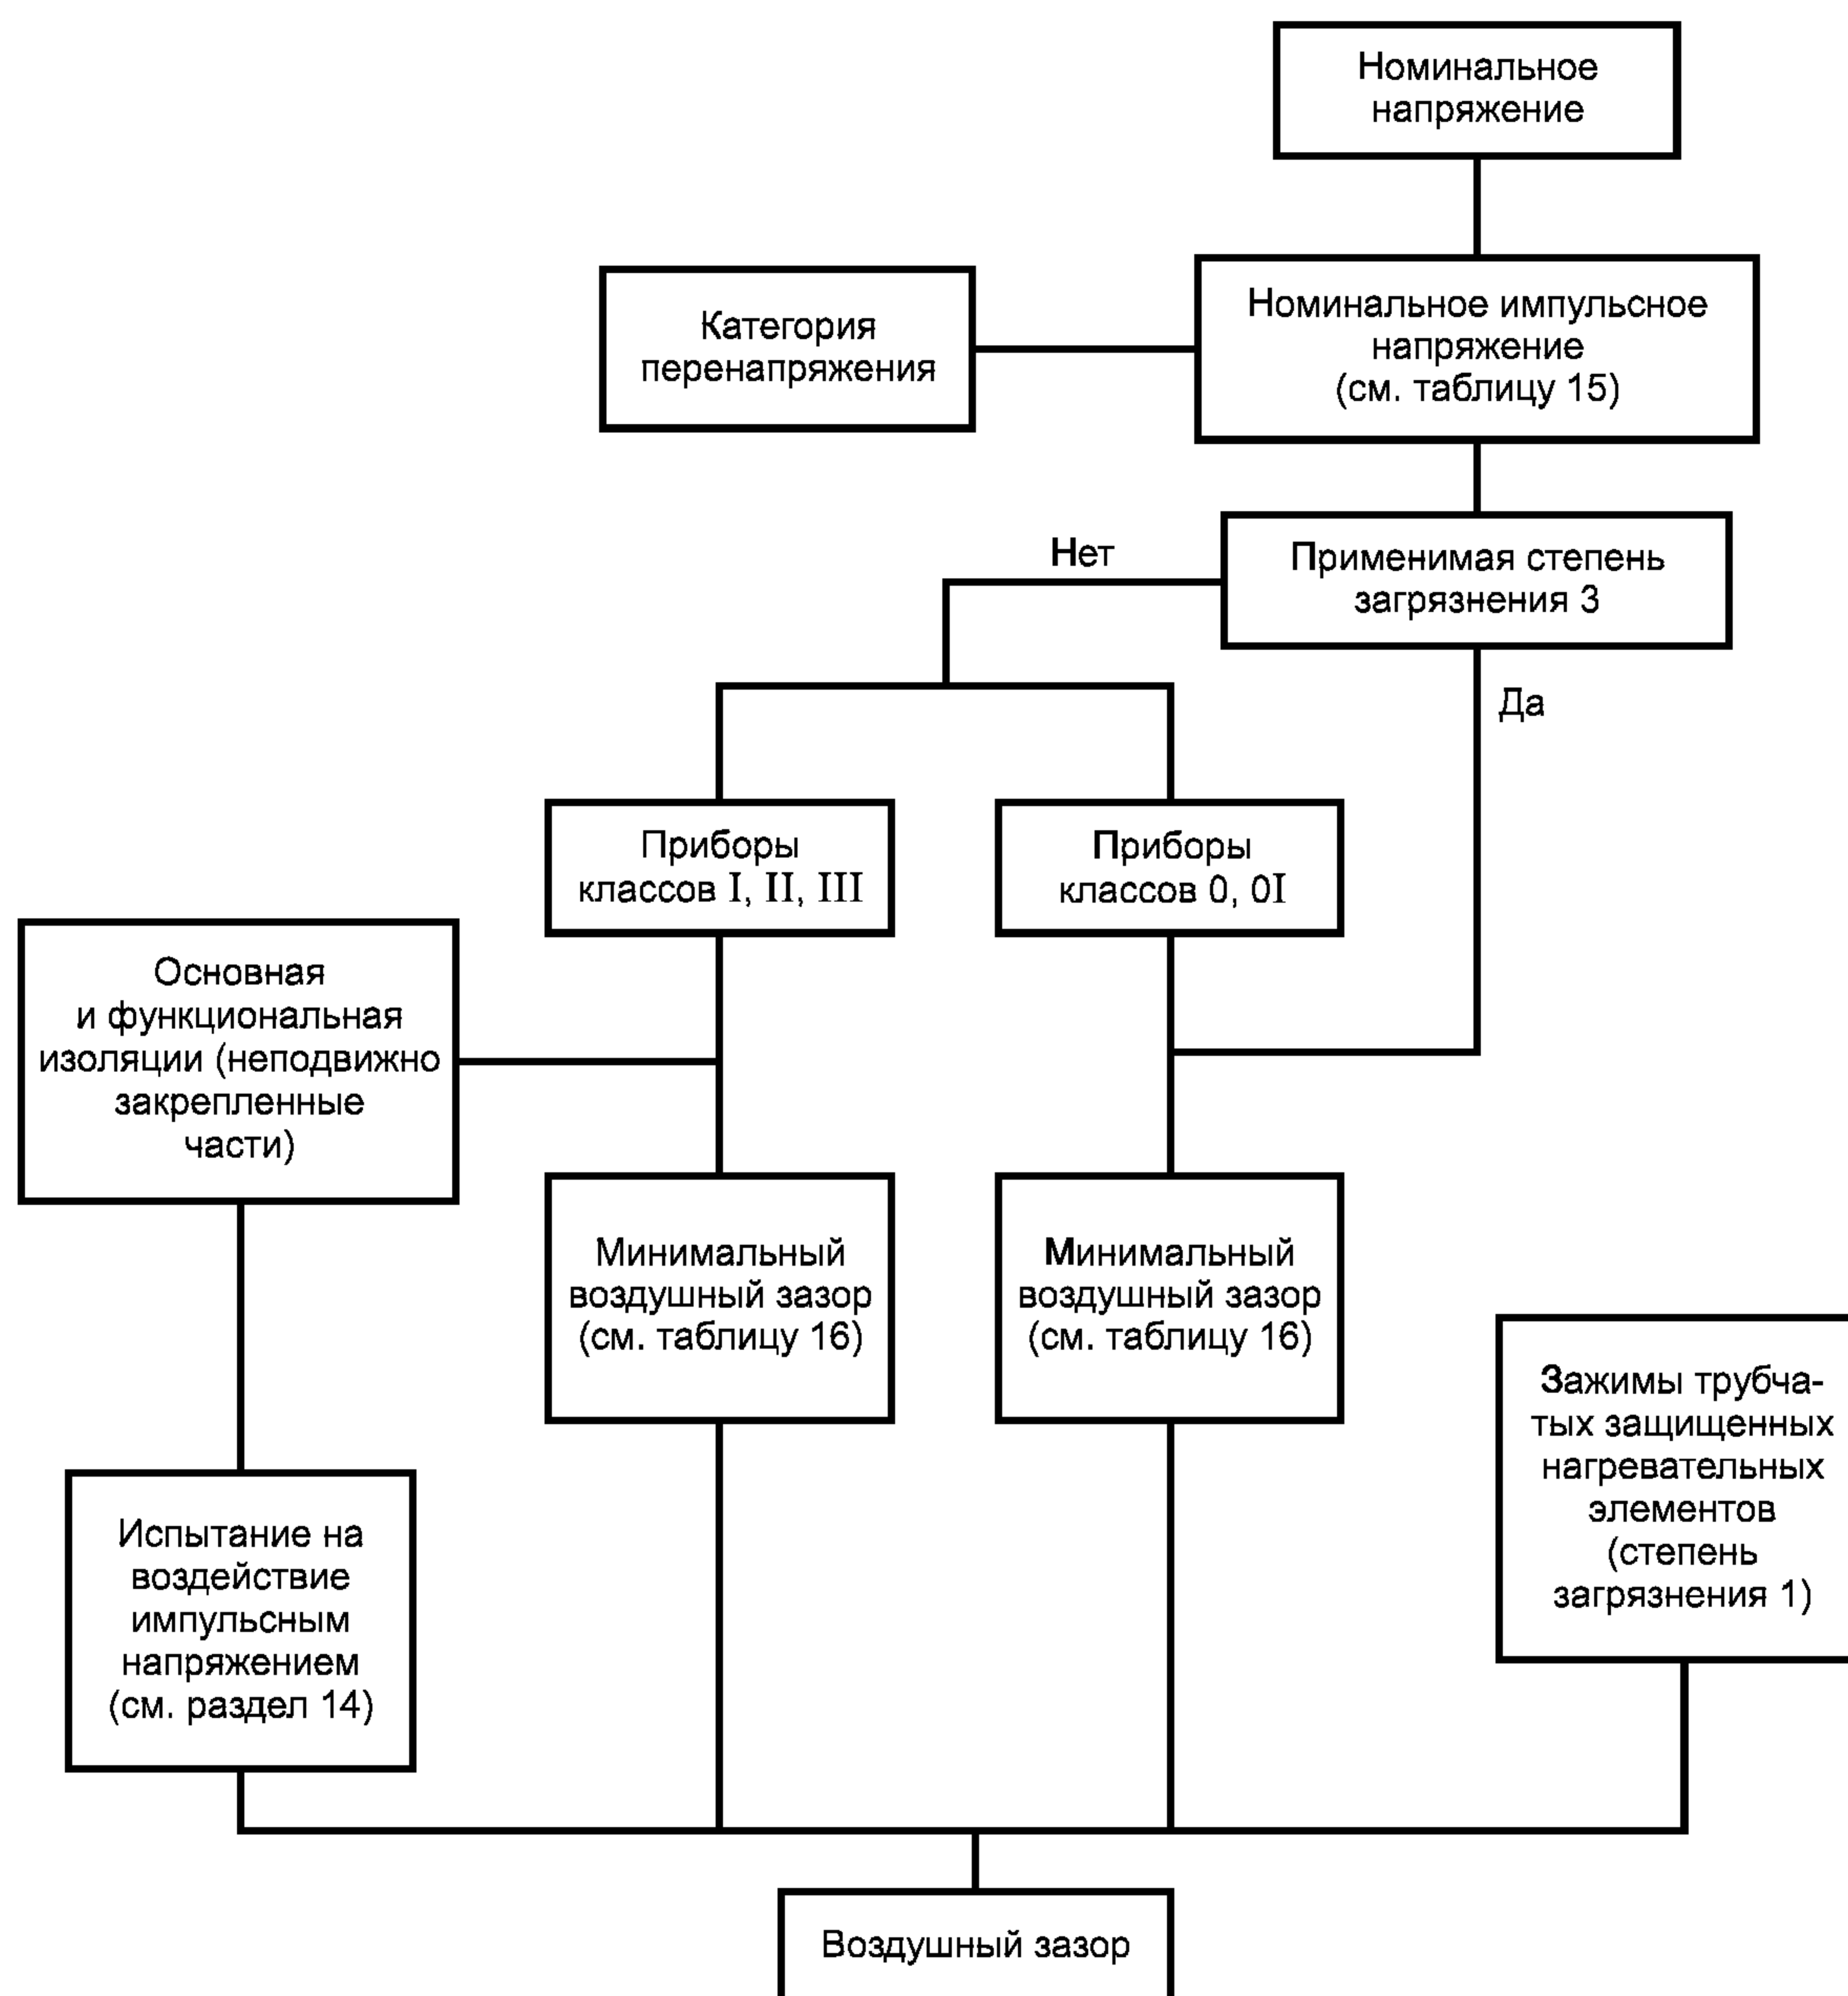 Номинальное
напряжение
Категория
перенапряжения
Номинальное импульсное
напряжение
(см. таблицу 15)
Нет
Применимая степень
загрязнения 3
Да
Приборы
классов I, II, III
Приборы
классов 0, 0I
Основная
и функциональная
изоляции (неподвижно
закрепленные
части)
Минимальный
воздушный зазор
(см. таблицу 16)
Минимальный
воздушный зазор
(см. таблицу 16)
Зажимы трубча-
тых защищенных
нагревательных
элементов
(степень
загрязнения 1)
Испытание на
воздействие
импульсным
напряжением
(см. раздел 14)
Воздушный зазор